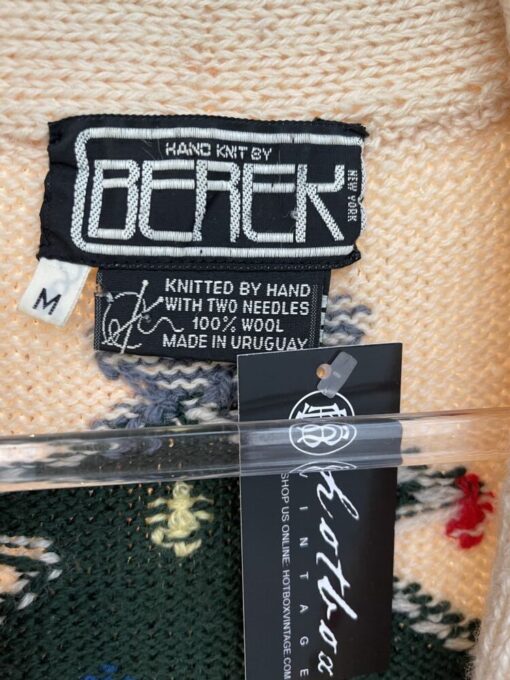 HAND KNIT BY
BEREK
NEW YORK
M
KNITTED BY HAND
WITH TWO NEEDLES
100% WOOL
MADE IN URUGUAY
hotbox
VINTAGE
SHOP US ONLINE: HOTBOXVINTAGE.COM